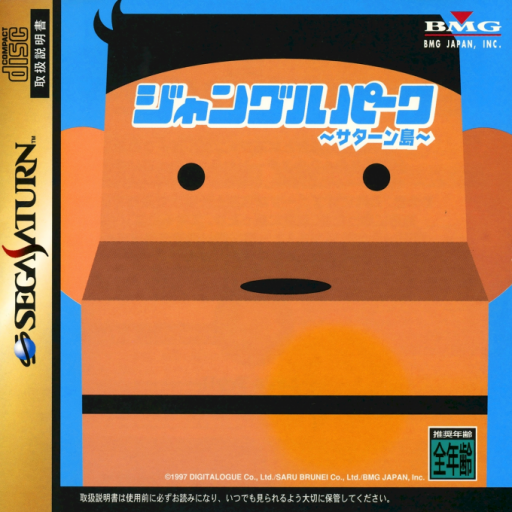 COMPACT
disc
取扱説明書
SEGA SATURN™
BMG
BMG JAPAN, INC.
ジャングルパーク
～サターン島～
推奨年齢
全年齢
©1997 DIGITALOGUE Co., Ltd./SARU BRUNEI Co., Ltd./BMG JAPAN, Inc.
取扱説明書は使用前に必ずお読みになり、いつでも見られるよう大切に保管してください。